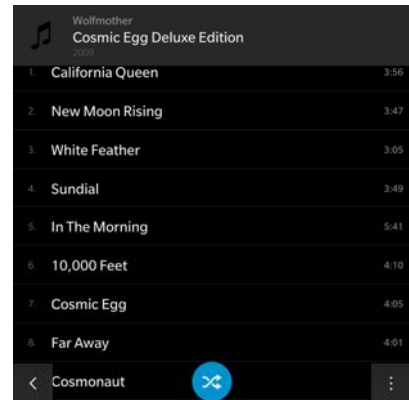 Wolfmother
Cosmic Egg Deluxe Edition
2009
1. California Queen 3:56
2. New Moon Rising 3:47
3. White Feather 3:05
4. Sundial 3:49
5. In The Morning 5:41
6. 10,000 Feet 4:10
7. Cosmic Egg 4:05
8. Far Away 4:01
Cosmonaut